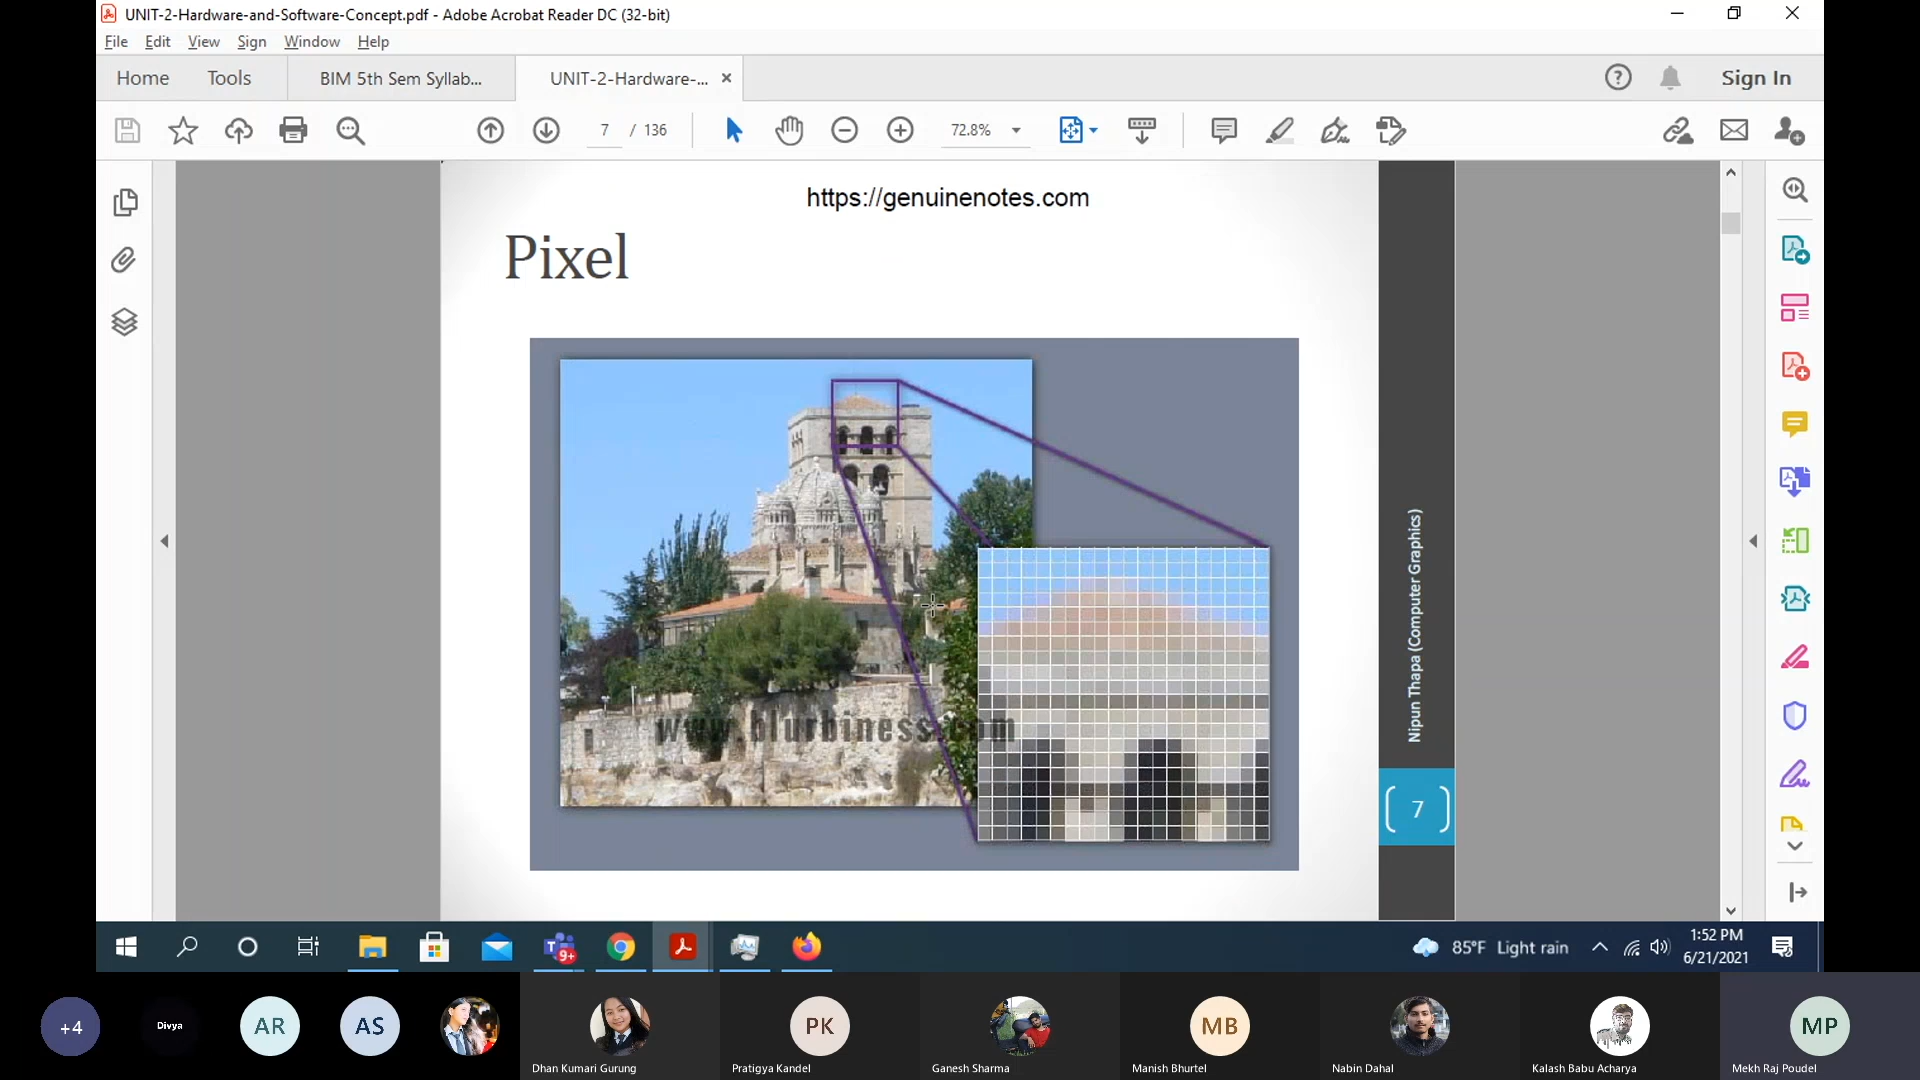 UNIT-2-Hardware-and-Software-Concept.pdf - Adobe Acrobat Reader DC (32-bit)
File Edit View Sign Window Help
Home Tools BIM 5th Sem Syllab... UNIT-2-Hardware-... Sign In
7 / 136 72.8%
https://genuinenotes.com
Pixel
www.blurbiness.com
Nipun Thapa (Computer Graphics)
7
9+
85°F Light rain
1:52 PM
6/21/2021
+4 Divya AR AS PK MB MP
Dhan Kumari Gurung Pratigya Kandel Ganesh Sharma Manish Bhurtel Nabin Dahal Kalash Babu Acharya Mekh Raj Poudel